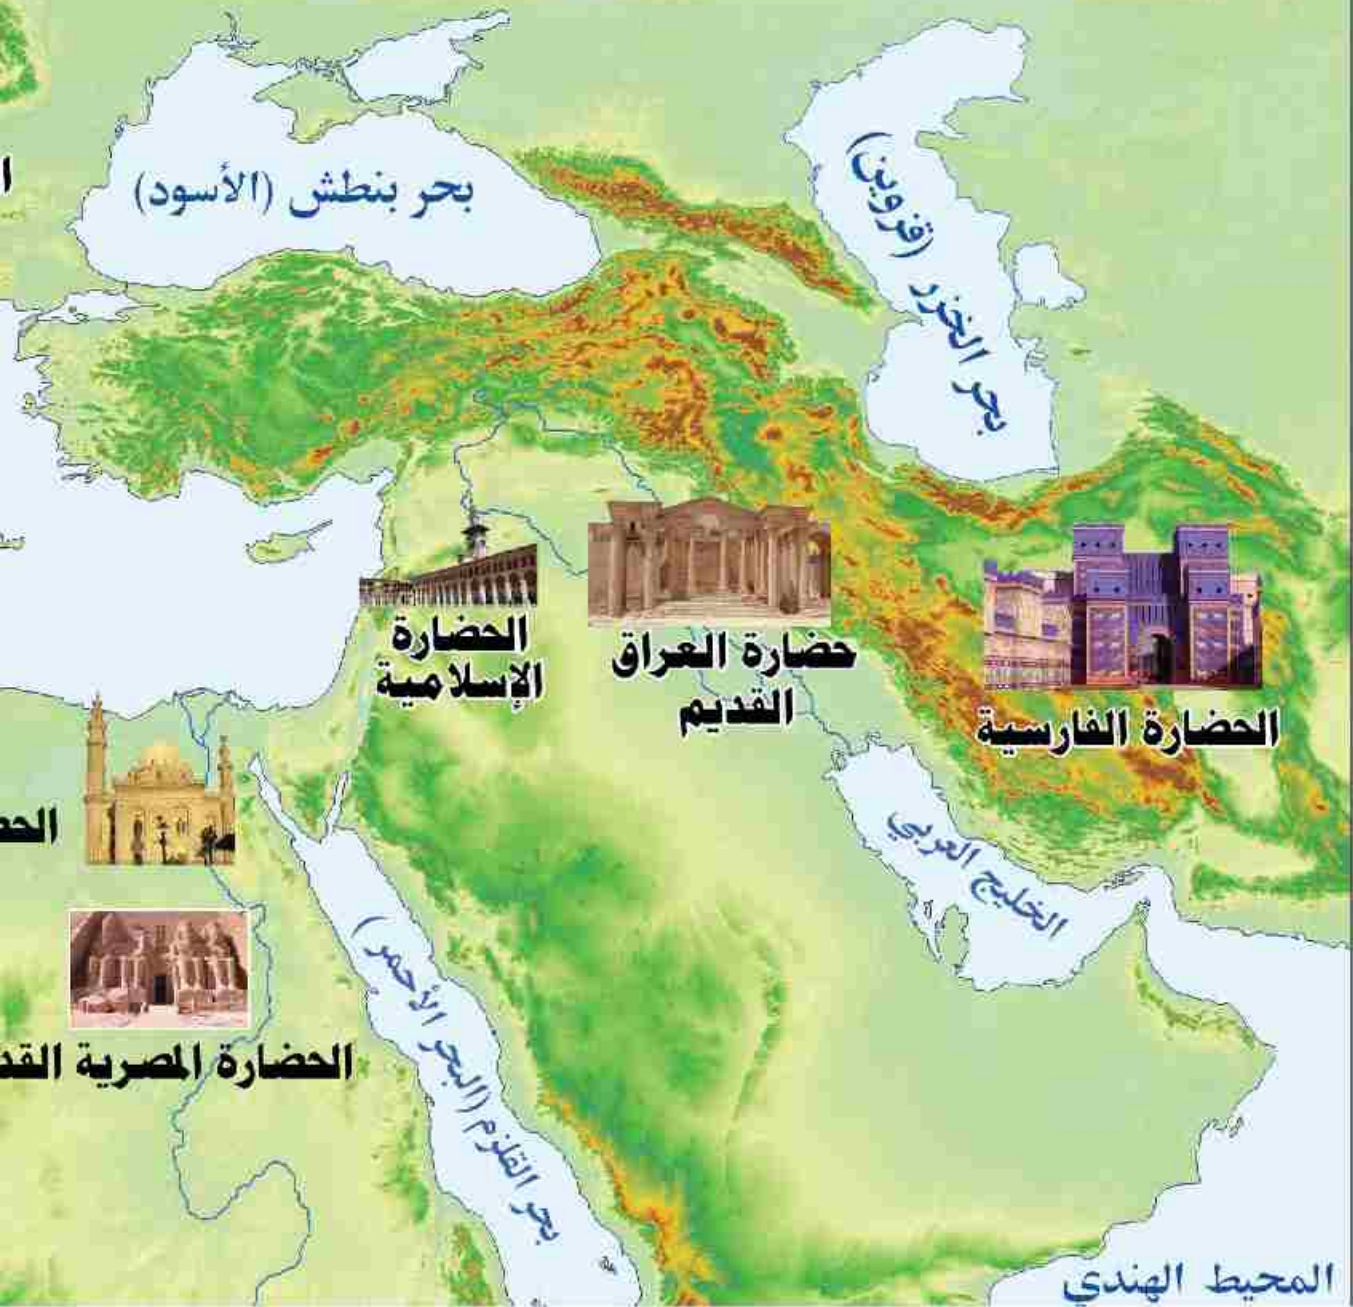 بحر بنطش (الأسود)
بحر الخزر (قزوين)
الحضارة
الإسلامية
حضارة العراق
القديم
الحضارة الفارسية
الخليج العربي
الحضارة المصرية
بحر القلزم (البحر الأحمر)
المحيط الهندي